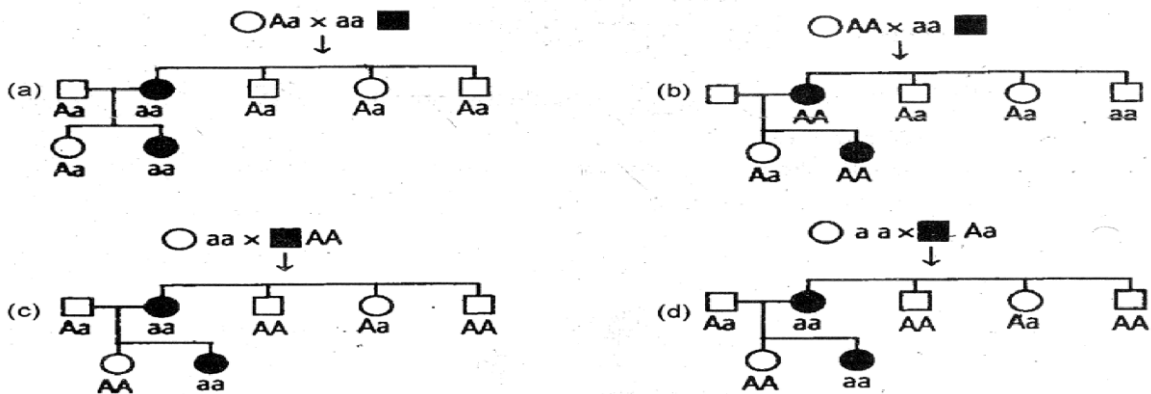 Aa × aa
(a) Aa aa Aa Aa Aa
Aa aa
AA × aa
(b) AA Aa Aa aa
Aa AA
aa × AA
(c) Aa aa AA Aa AA
AA aa
a a × Aa
(d) Aa aa AA Aa AA
AA aa